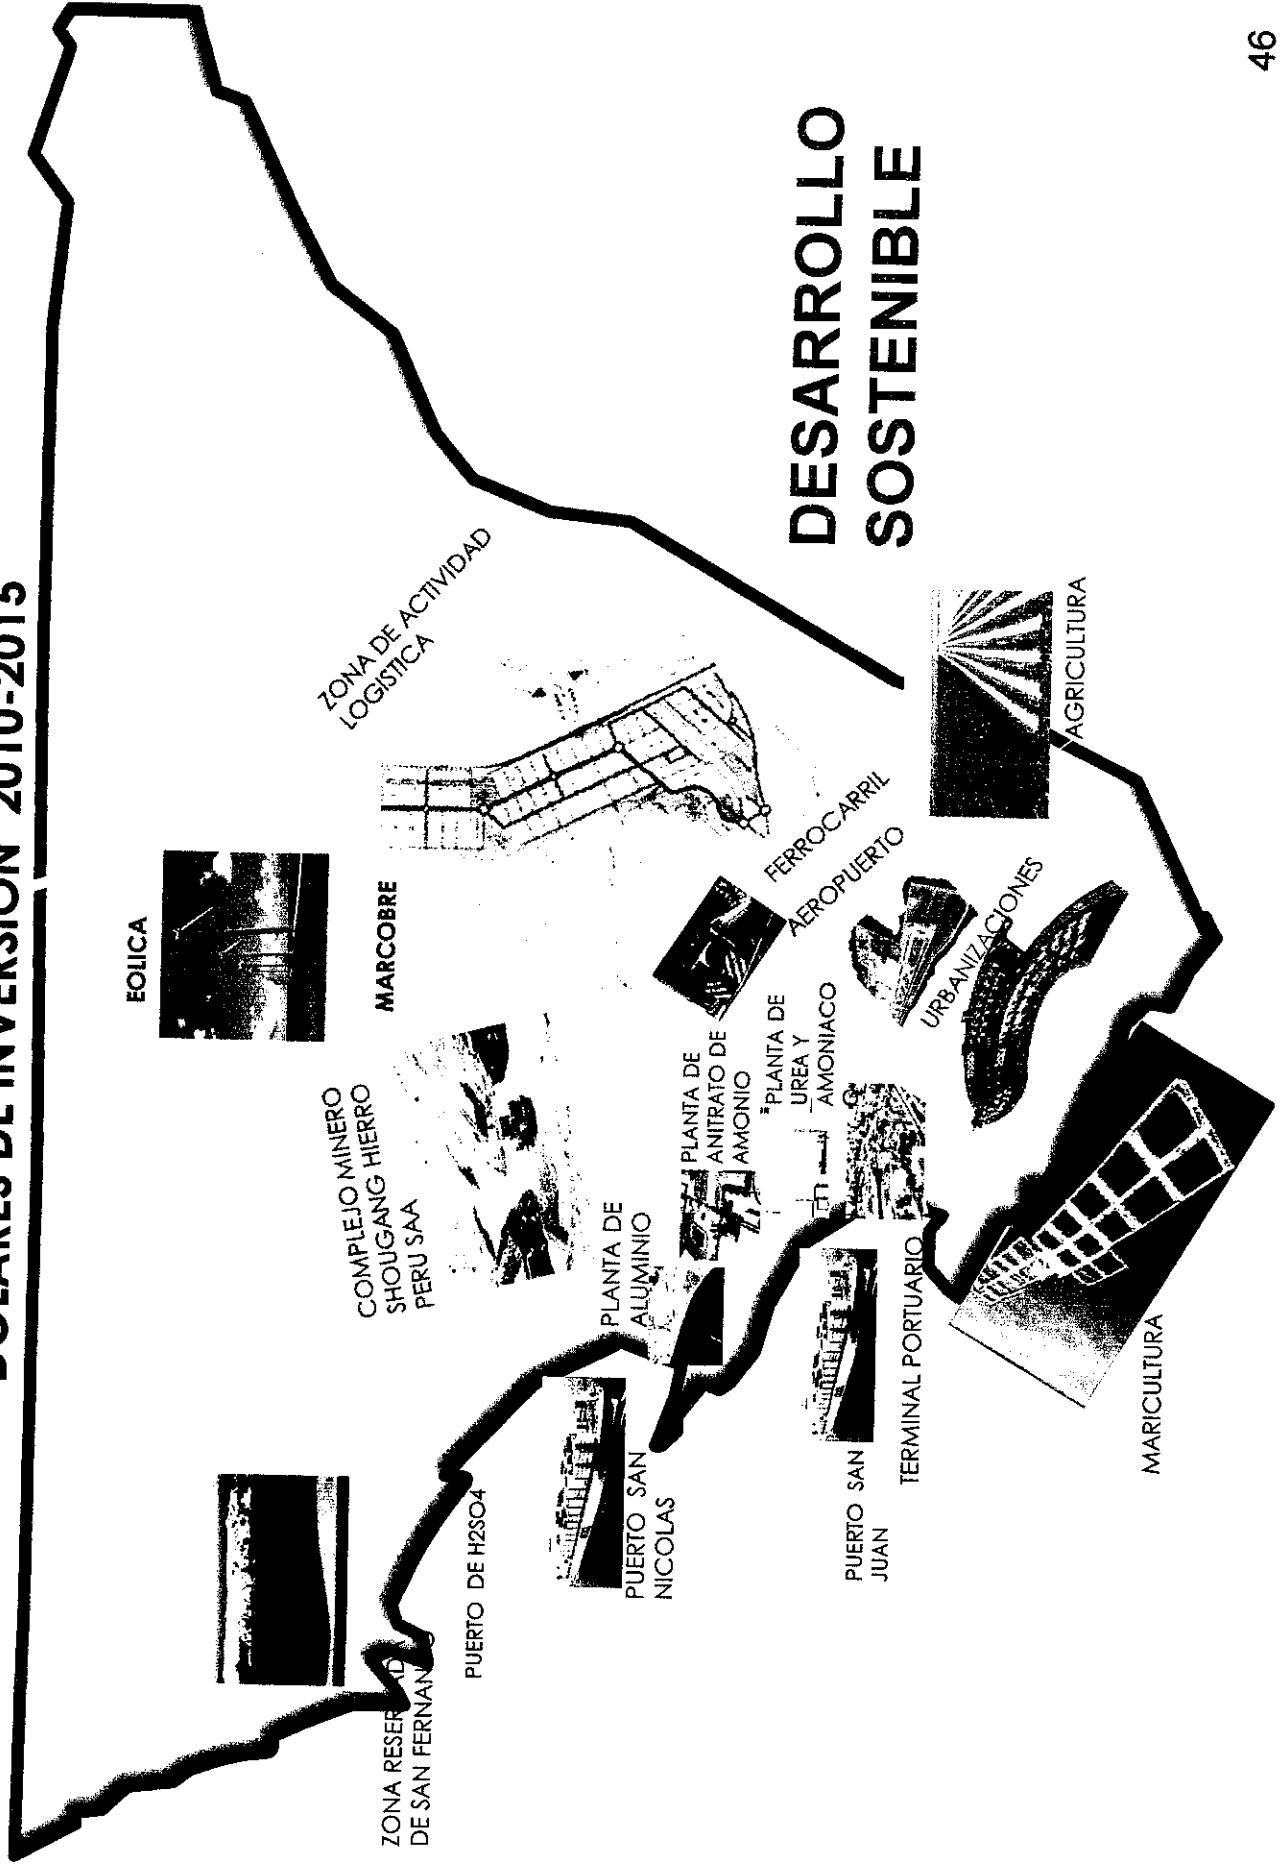 DOLARES DE INVERSION 2010-2015
EOLICA
MARCOBRE
ZONA DE ACTIVIDAD
LOGISTICA
COMPLEJO MINERO
SHOUGANG HIERRO
PERU SAA
ZONA RESERVADA
DE SAN FERNANDO
PUERTO DE H2SO4
PUERTO SAN
NICOLAS
PLANTA DE
ALUMINIO
PLANTA DE
ANITRATO DE
AMONIO
"PLANTA DE
UREA Y
AMONIACO
FERROCARRIL
AEROPUERTO
URBANIZACIONES
AGRICULTURA
PUERTO SAN
JUAN
TERMINAL PORTUARIO
MARICULTURA
DESARROLLO
SOSTENIBLE
46